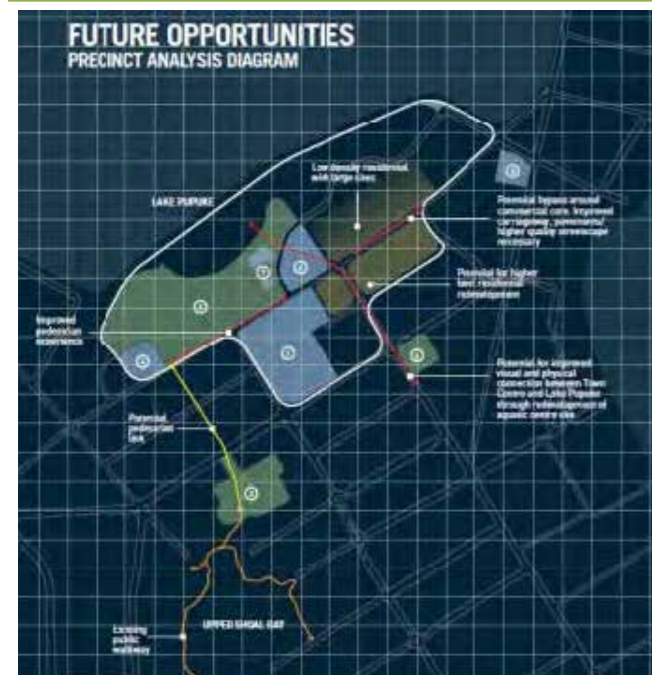 FUTURE OPPORTUNITIES
PRECINCT ANALYSIS DIAGRAM
Low density residential
with large sites
LAKE PUPUKE
Potential bypass around
commercial core. Improved
carriageway, pavements/
higher quality streetscape
necessary
Potential for higher
residential
redevelopment
Improved
pedestrian
experience
Potential for improved
visual and physical
connection between Town
Centre and Lake Pupuke
through redevelopment of
aquatic centre site
Potential
pedestrian
link
Existing
public
walkway
UPPER SHOAL BAY